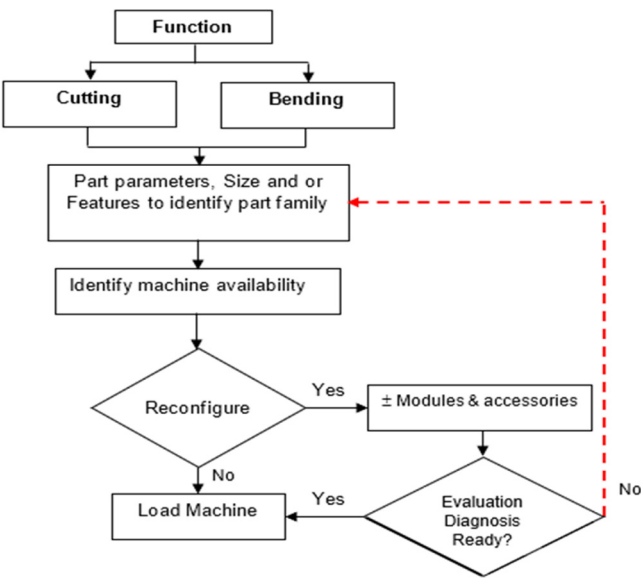 Function
Cutting
Bending
Part parameters, Size and or
Features to identify part family
Identify machine availability
Reconfigure
Yes
± Modules & accessories
No
Load Machine
Yes
Evaluation
Diagnosis
Ready?
No